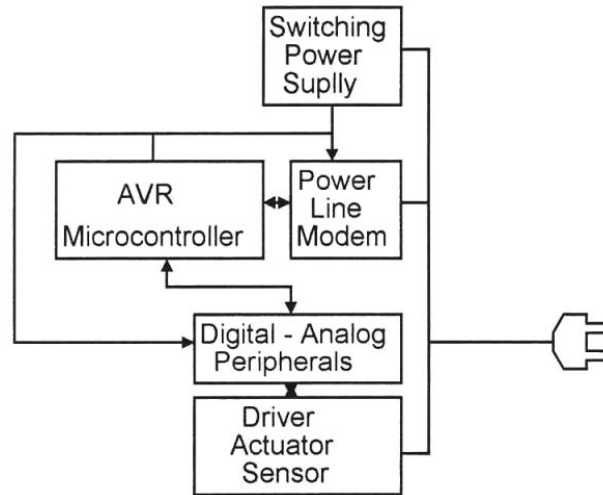 Switching
Power
Suplly
AVR
Microcontroller
Power
Line
Modem
Digital - Analog
Peripherals
Driver
Actuator
Sensor